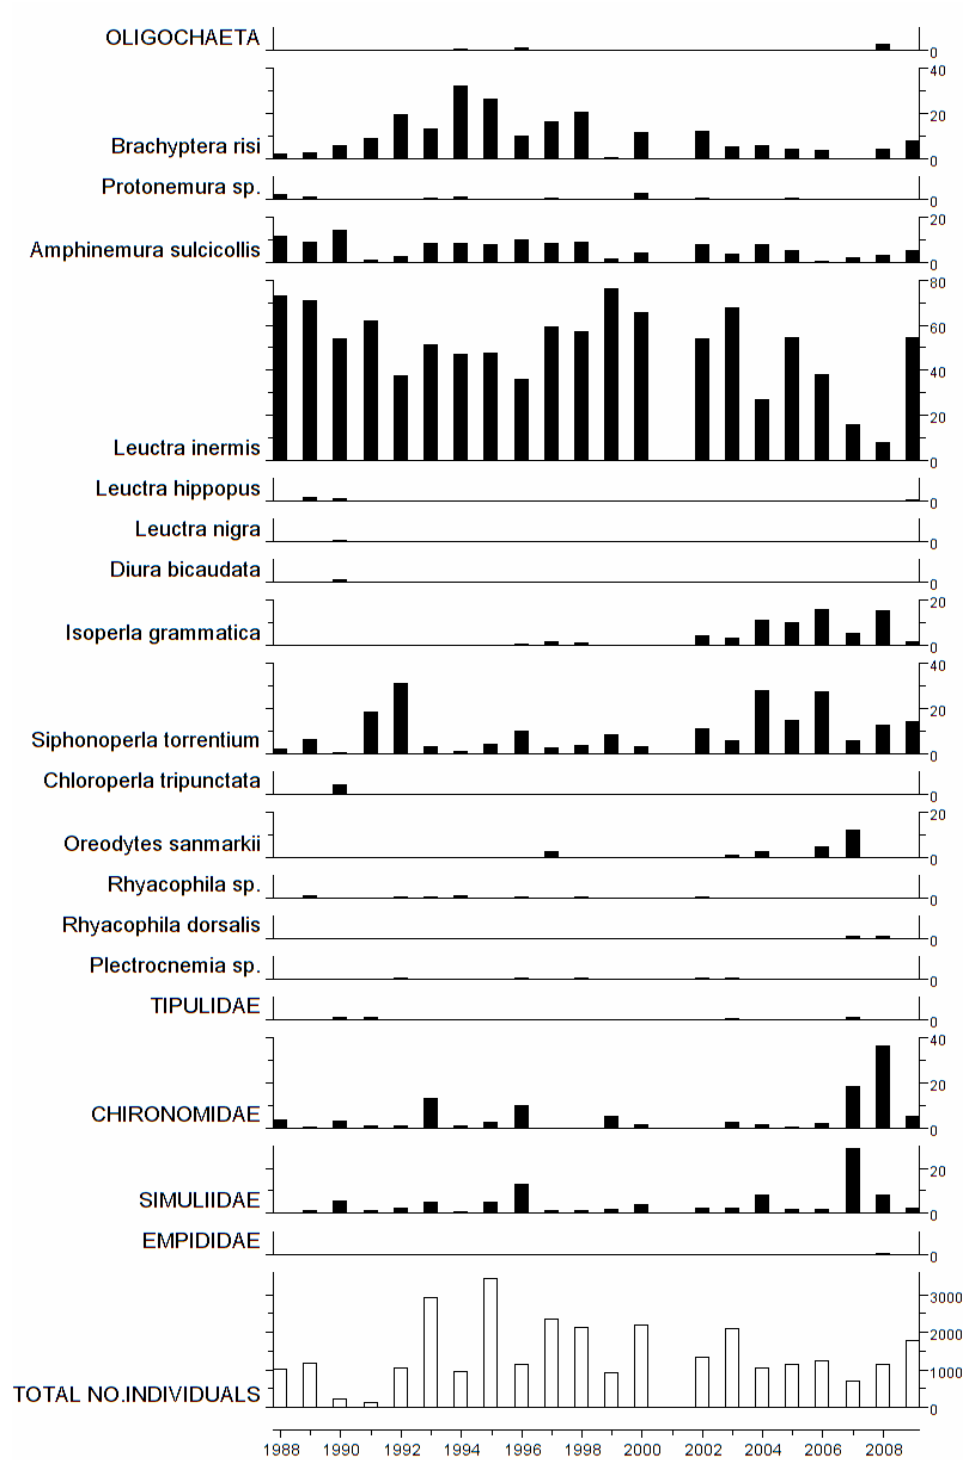 OLIGOCHAETA
0
40
20
Brachyptera risi
0
Protonemura sp.
0
20
Amphinemura sulcicollis
0
80
60
40
20
Leuctra inermis
0
Leuctra hippopus
0
Leuctra nigra
0
Diura bicaudata
0
20
Isoperla grammatica
0
40
20
Siphonoperla torrentium
0
Chloroperla tripunctata
0
20
Oreodytes sanmarkii
0
Rhyacophila sp.
0
Rhyacophila dorsalis
0
Plectrocnemia sp.
0
TIPULIDAE
0
40
20
CHIRONOMIDAE
0
20
SIMULIIDAE
0
EMPIDIDAE
0
3000
2000
1000
TOTAL NO.INDIVIDUALS
0
1988 1990 1992 1994 1996 1998 2000 2002 2004 2006 2008